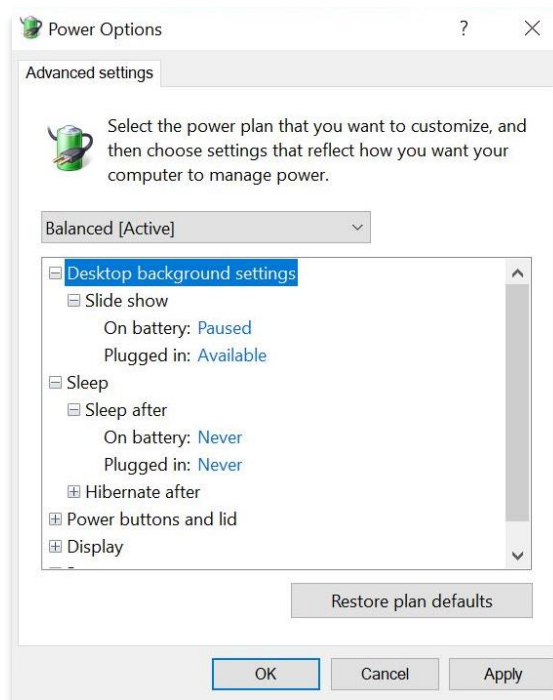 Power Options
Advanced settings
Select the power plan that you want to customize, and
then choose settings that reflect how you want your
computer to manage power.
Balanced [Active]
Desktop background settings
Slide show
On battery: Paused
Plugged in: Available
Sleep
Sleep after
On battery: Never
Plugged in: Never
Hibernate after
Power buttons and lid
Display
Restore plan defaults
OK
Cancel
Apply